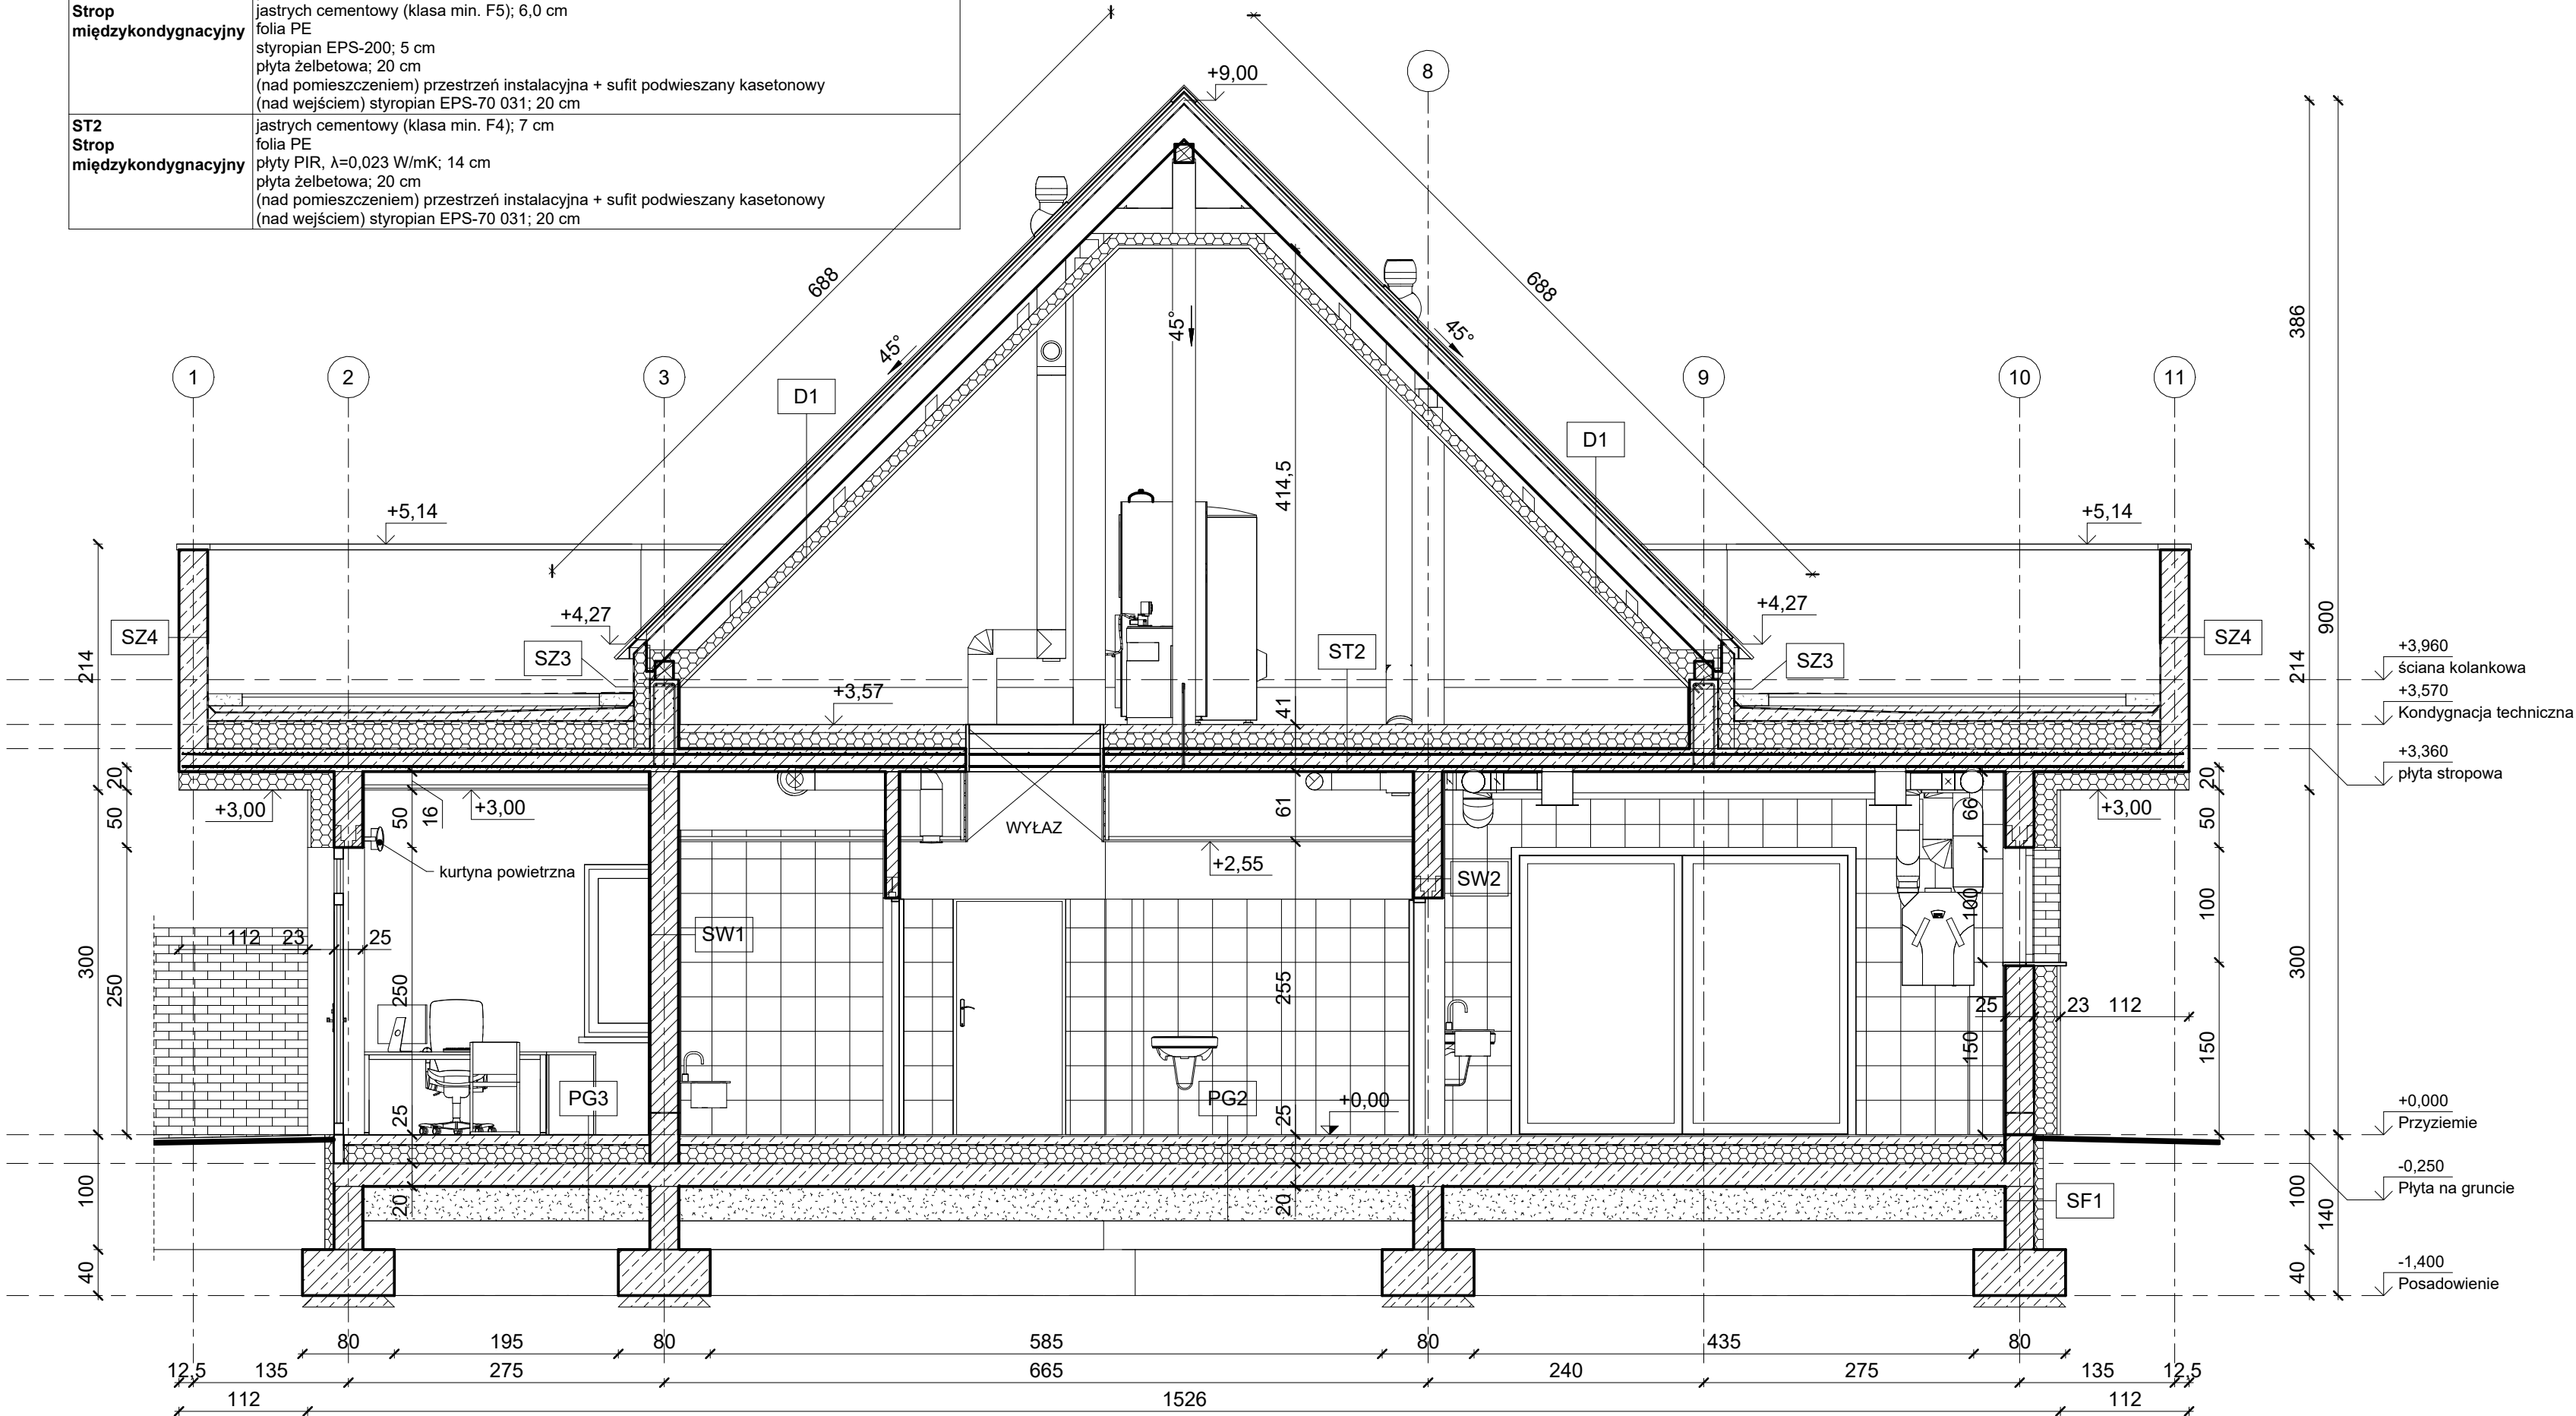 Strop
międzykondygnacyjny
jastrych cementowy (klasa min. F5); 6,0 cm
folia PE
styropian EPS-200; 5 cm
płyta żelbetowa; 20 cm
(nad pomieszczeniem) przestrzeń instalacyjna + sufit podwieszany kasetonowy
(nad wejściem) styropian EPS-70 031; 20 cm
ST2
Strop
międzykondygnacyjny
jastrych cementowy (klasa min. F4); 7 cm
folia PE
płyty PIR, λ=0,023 W/mK; 14 cm
płyta żelbetowa; 20 cm
(nad pomieszczeniem) przestrzeń instalacyjna + sufit podwieszany kasetonowy
(nad wejściem) styropian EPS-70 031; 20 cm
+9,00
8
688
688
45°
45°
45°
386
1
2
3
9
10
11
D1
D1
414,5
+5,14
+5,14
+4,27
+4,27
900
SZ4
SZ3
ST2
SZ3
SZ4
214
214
+3,960
ściana kolankowa
+3,570
Kondygnacja techniczna
+3,57
41
+3,360
płyta stropowa
20
20
50
+3,00
50
16
+3,00
61
66
+3,00
50
WYŁAZ
kurtyna powietrzna
+2,55
SW2
100
100
112
23
25
SW1
300
250
250
255
300
25
23
112
150
150
PG3
PG2
25
25
+0,00
+0,000
Przyziemie
-0,250
Płyta na gruncie
100
20
20
SF1
100
140
40
40
-1,400
Posadowienie
80
195
80
585
80
435
80
12,5
135
275
665
240
275
135
12,5
112
1526
112